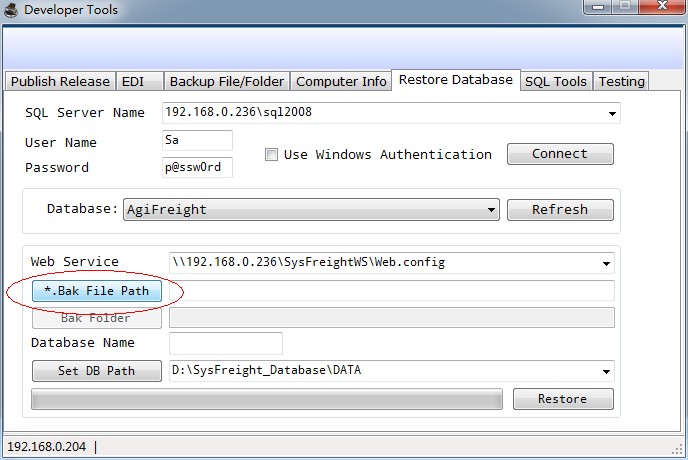 Developer Tools
Publish Release EDI Backup File/Folder Computer Info Restore Database SQL Tools Testing
SQL Server Name 192.168.0.236\sql2008
User Name Sa
Password p@ssw0rd
Use Windows Authentication Connect
Database: AgiFreight Refresh
Web Service \\192.168.0.236\SysFreightWS\Web.config
*.Bak File Path
Bak Folder
Database Name
Set DB Path D:\SysFreight_Database\DATA
Restore
192.168.0.204 |